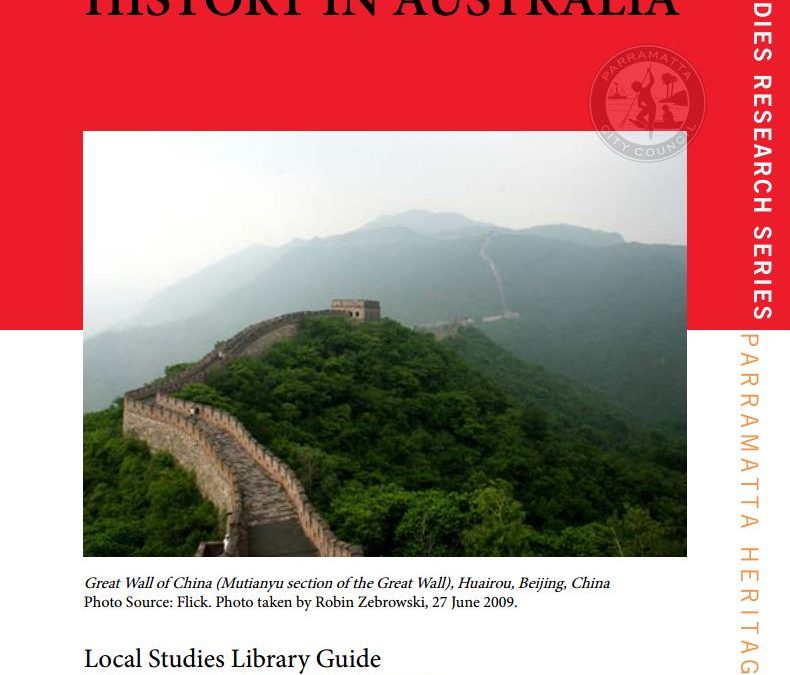 HISTORY IN AUSTRALIA
PARRAMATTA
CITY COUNCIL
Great Wall of China (Mutianyu section of the Great Wall), Huairou, Beijing, China
Photo Source: Flick. Photo taken by Robin Zebrowski, 27 June 2009.
Local Studies Library Guide
DIES RESEARCH SERIES
PARRAMATTA HERITAG